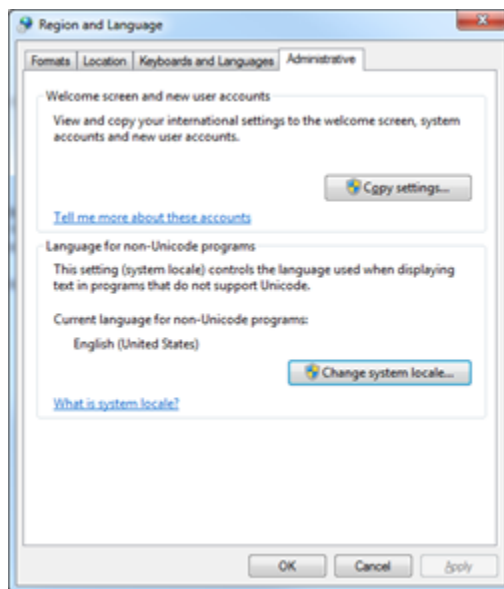 Region and Language
Formats Location Keyboards and Languages Administrative
Welcome screen and new user accounts
View and copy your international settings to the welcome screen, system
accounts and new user accounts.
Copy settings...
Tell me more about these accounts
Language for non-Unicode programs
This setting (system locale) controls the language used when displaying
text in programs that do not support Unicode.
Current language for non-Unicode programs:
English (United States)
Change system locale...
What is system locale?
OK Cancel Apply